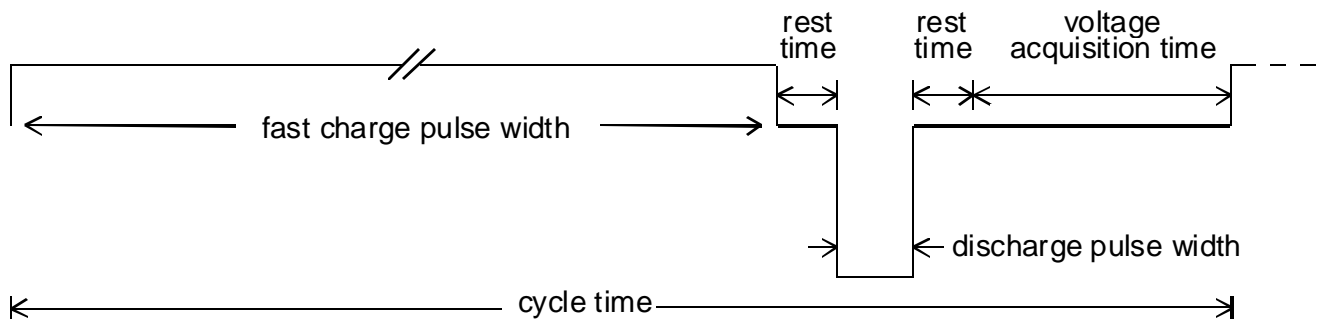 rest time
rest time
voltage acquisition time
fast charge pulse width
discharge pulse width
cycle time